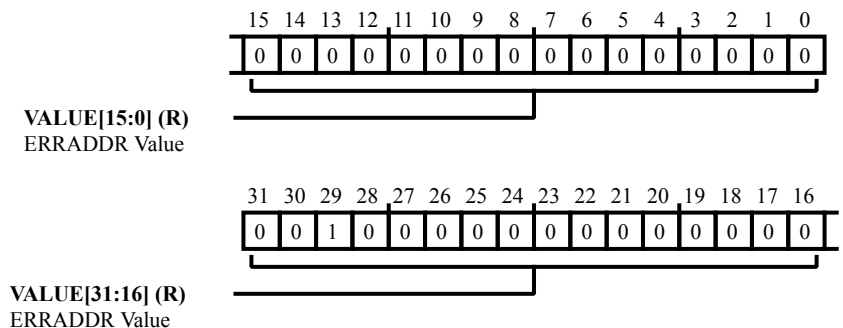 15 14 13 12 11 10 9 8 7 6 5 4 3 2 1 0
0 0 0 0 0 0 0 0 0 0 0 0 0 0 0 0
VALUE[15:0] (R)
ERRADDR Value
31 30 29 28 27 26 25 24 23 22 21 20 19 18 17 16
0 0 1 0 0 0 0 0 0 0 0 0 0 0 0 0
VALUE[31:16] (R)
ERRADDR Value